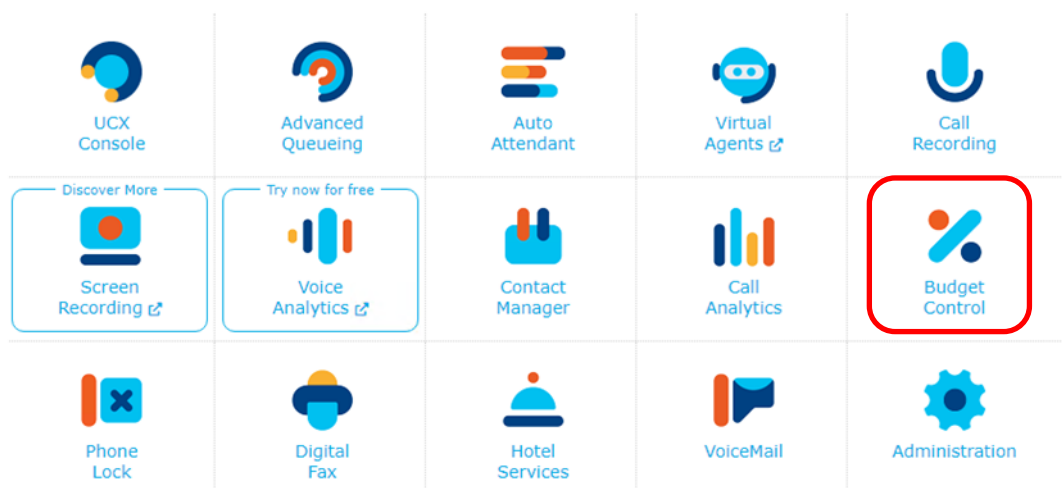 UCX
Console
Advanced
Queueing
Auto
Attendant
Virtual
Agents
Call
Recording
Discover More
Screen
Recording
Try now for free
Voice
Analytics
Contact
Manager
Call
Analytics
Budget
Control
Phone
Lock
Digital
Fax
Hotel
Services
VoiceMail
Administration